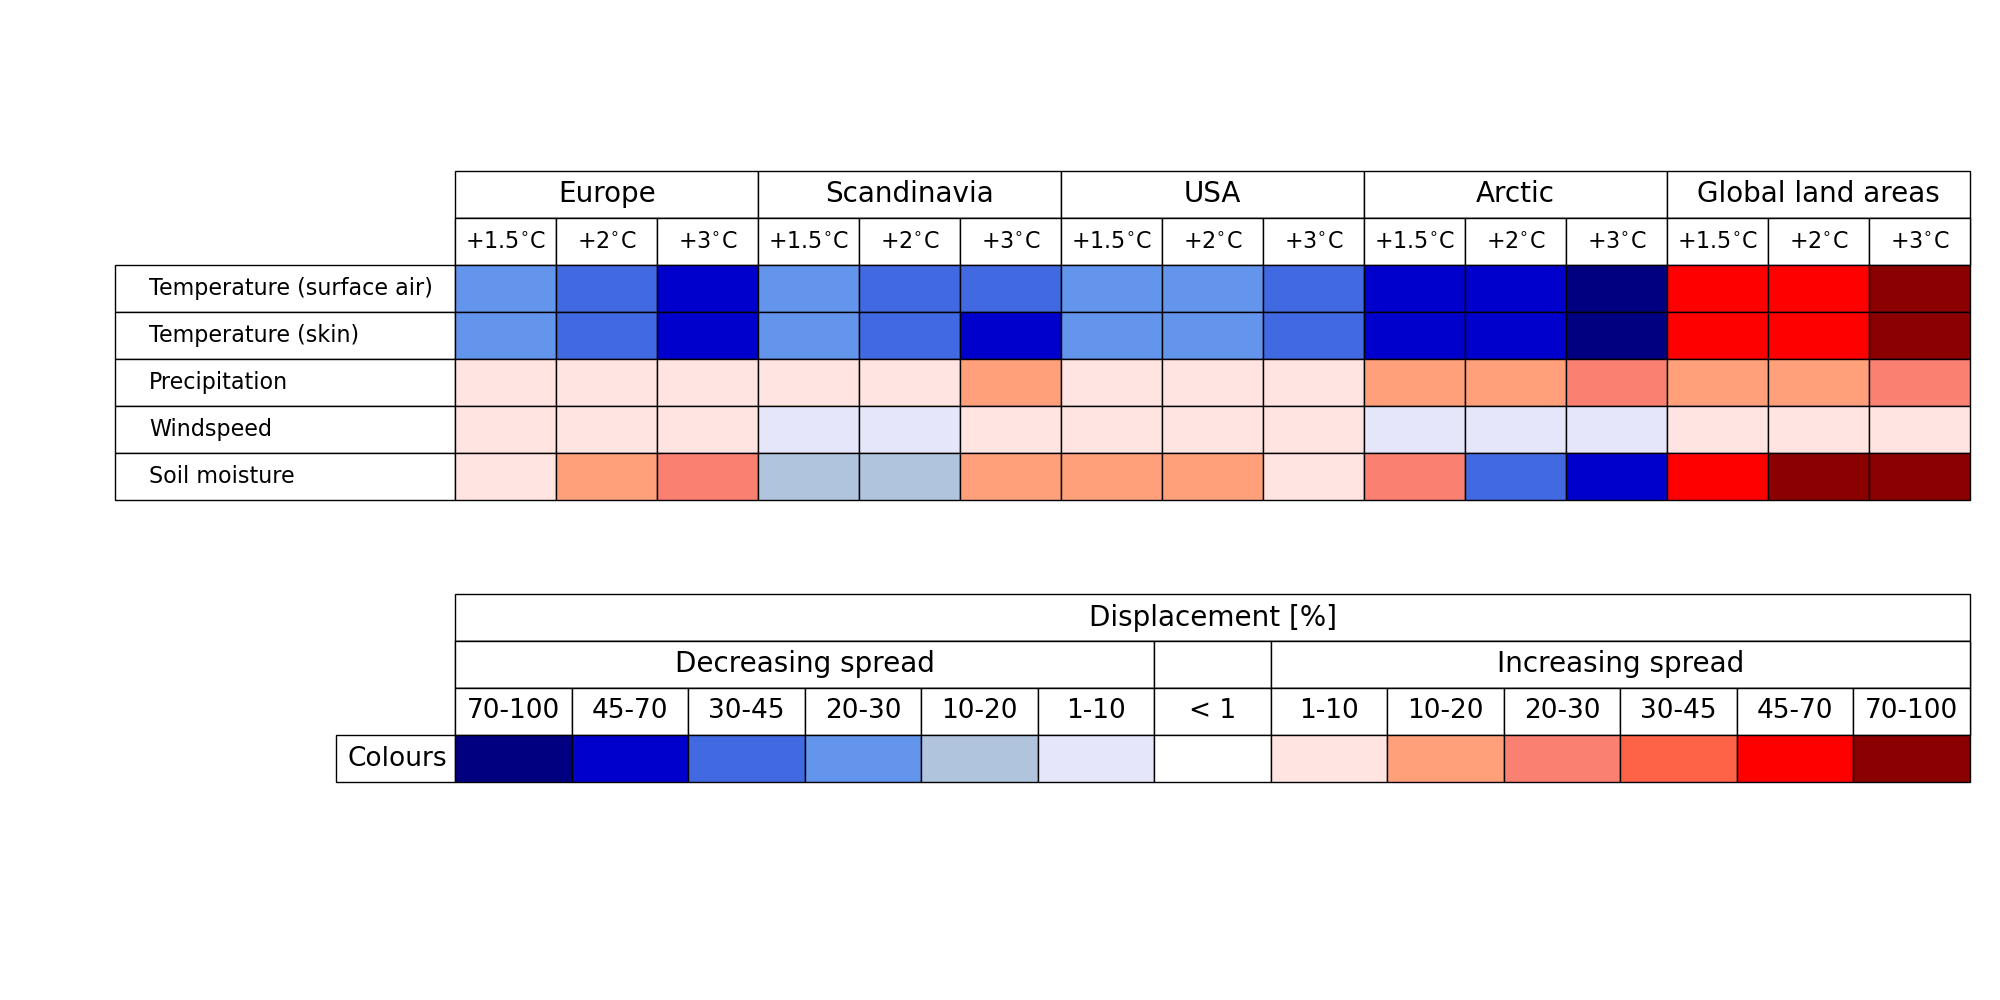 Europe Scandinavia USA Arctic Global land areas
+1.5°C +2°C +3°C +1.5°C +2°C +3°C +1.5°C +2°C +3°C +1.5°C +2°C +3°C +1.5°C +2°C +3°C
Temperature (surface air)
Temperature (skin)
Precipitation
Windspeed
Soil moisture
Displacement [%]
Decreasing spread Increasing spread
70-100 45-70 30-45 20-30 10-20 1-10 < 1 1-10 10-20 20-30 30-45 45-70 70-100
Colours